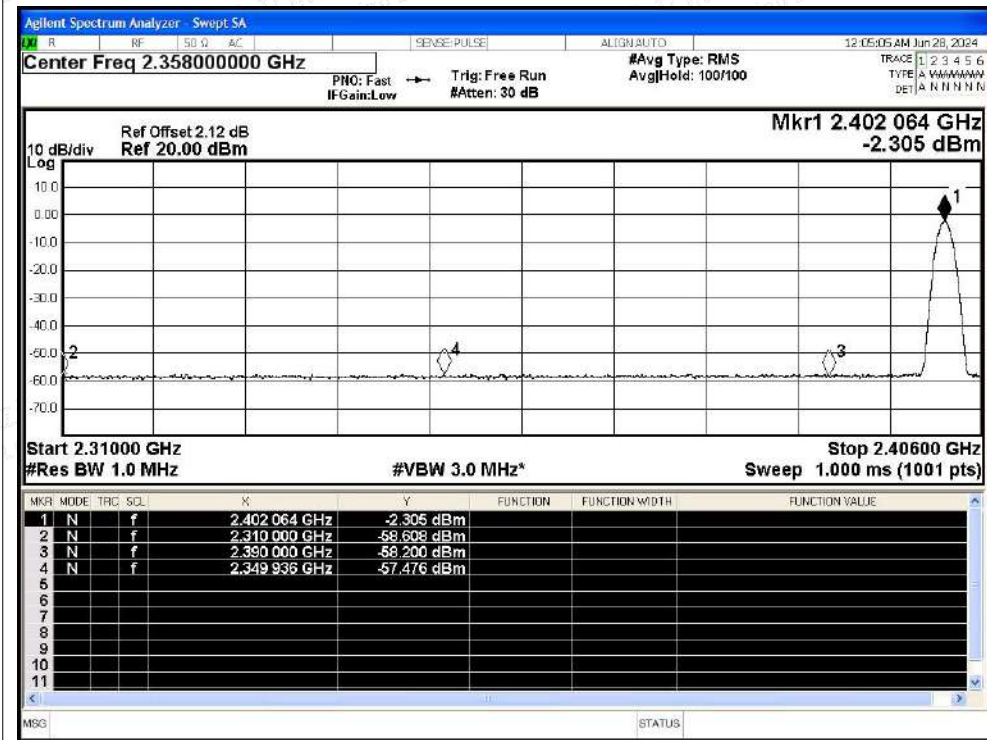 Agilent Spectrum Analyzer - Swept SA
LXI R RF 50 Ω AC SENSE:PULSE ALIGN AUTO 12:05:05 AM Jun 28, 2024
Center Freq 2.358000000 GHz
PNO: Fast
IFGain:Low
Trig: Free Run
#Atten: 30 dB
#Avg Type: RMS
Avg|Hold: 100/100
TRACE 1 2 3 4 5 6
TYPE A
DET A N N N N N
Mkr1 2.402 064 GHz
-2.305 dBm
Ref Offset 2.12 dB
10 dB/div Ref 20.00 dBm
Log
10.0
0.00
-10.0
-20.0
-30.0
-40.0
-50.0
-60.0
-70.0
1
2
4
3
Start 2.31000 GHz Stop 2.40600 GHz
#Res BW 1.0 MHz #VBW 3.0 MHz* Sweep 1.000 ms (1001 pts)
MKR MODE TRC SCL X Y FUNCTION FUNCTION WIDTH FUNCTION VALUE
1 N f 2.402 064 GHz -2.305 dBm
2 N f 2.310 000 GHz -58.608 dBm
3 N f 2.390 000 GHz -58.200 dBm
4 N f 2.349 936 GHz -57.476 dBm
5
6
7
8
9
10
11
MSG STATUS